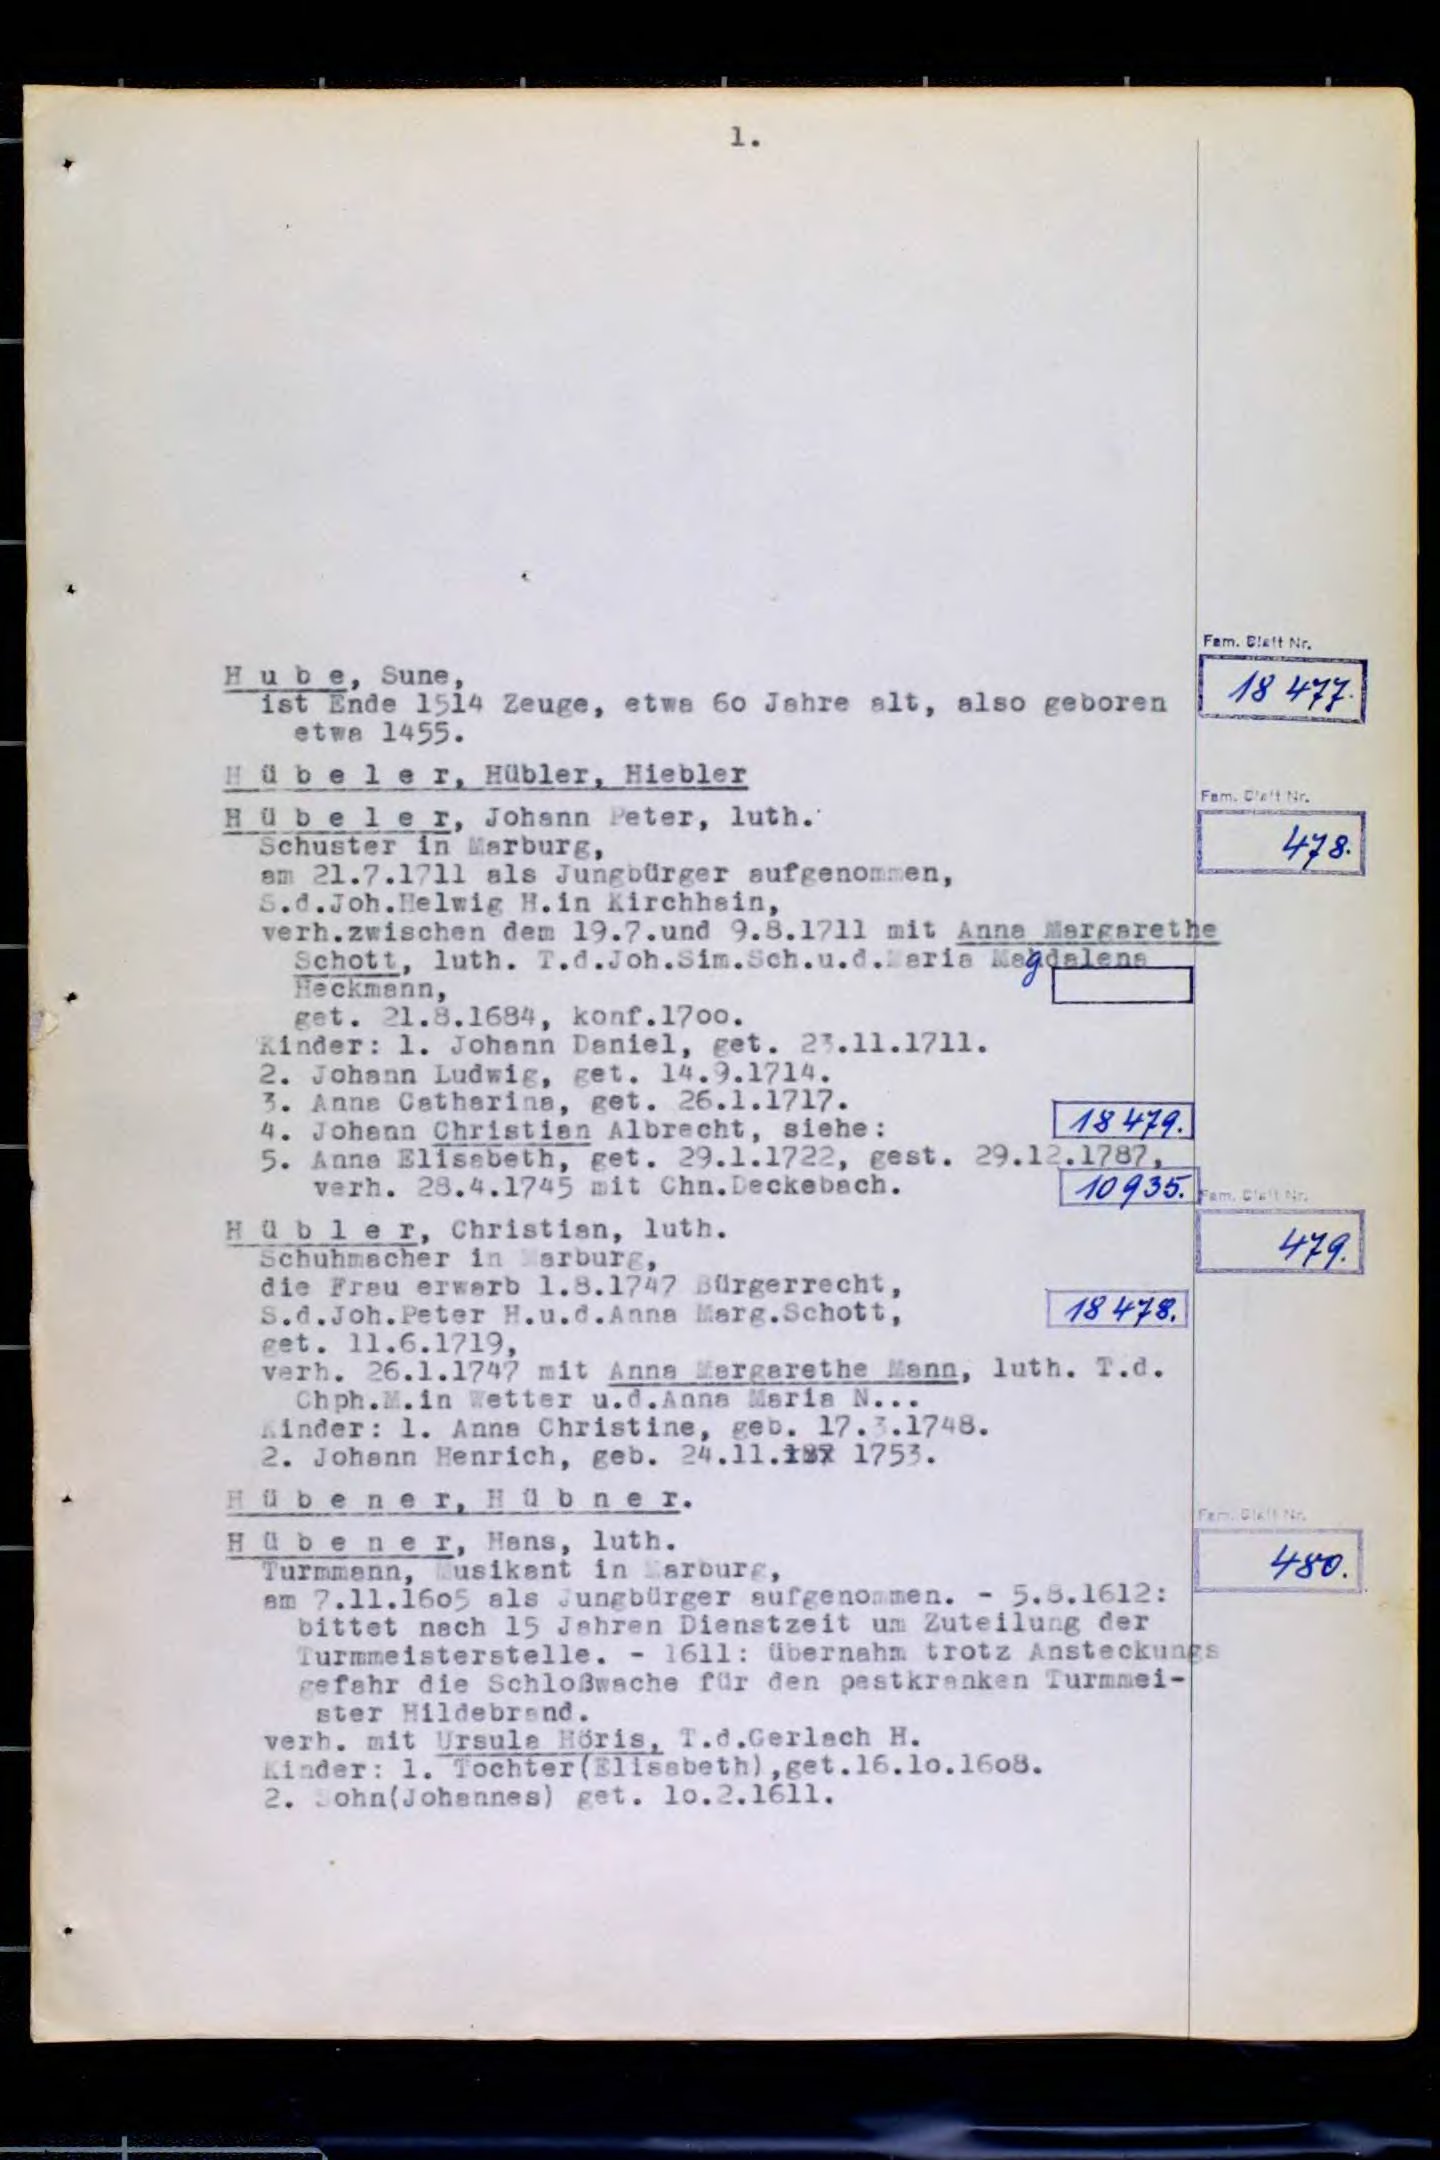 1.
Fam. Blatt Nr.
18 477.
H u b e, Sune,
ist Ende 1514 Zeuge, etwa 6o Jahre alt, also geboren
etwa 1455.
H ü b e l e r, Hübler, Hiebler
Fam. Blatt Nr.
478.
H ü b e l e r, Johann Peter, luth.
Schuster in Marburg,
am 21.7.1711 als Jungbürger aufgenommen,
S.d.Joh.Helwig H.in Kirchhain,
verh.zwischen dem 19.7.und 9.8.1711 mit Anna Margarethe
Schott, luth. T.d.Joh.Sim.Sch.u.d.Maria Magdalena
Heckmann,
get. 21.8.1684, konf.17oo.
Kinder: 1. Johann Daniel, get. 23.11.1711.
2. Johann Ludwig, get. 14.9.1714.
3. Anna Catharina, get. 26.1.1717.
4. Johann Christian Albrecht, siehe: 18 479.
5. Anna Elisabeth, get. 29.1.1722, gest. 29.12.1787,
verh. 28.4.1745 mit Chn.Deckebach. 10 935.
Fam. Blatt Nr.
479.
H ü b l e r, Christian, luth.
Schuhmacher in Marburg,
die Frau erwarb 1.8.1747 Bürgerrecht,
S.d.Joh.Peter H.u.d.Anna Marg.Schott, 18 478.
get. 11.6.1719,
verh. 26.1.1747 mit Anna Margarethe Mann, luth. T.d.
Chph.M.in Wetter u.d.Anna Maria N...
Kinder: 1. Anna Christine, geb. 17.3.1748.
2. Johann Henrich, geb. 24.11. 1753.
H ü b e n e r, H ü b n e r.
Fam. Blatt Nr.
480.
H ü b e n e r, Hans, luth.
Turmmann, Musikant in Marburg,
am 7.11.16o5 als Jungbürger aufgenommen. - 5.8.1612:
bittet nach 15 Jahren Dienstzeit um Zuteilung der
Turmmeisterstelle. - 1611: übernahm trotz Ansteckungs
gefahr die Schloßwache für den pestkranken Turmmei-
ster Hildebrand.
verh. mit Ursula Höris, T.d.Gerlach H.
Kinder: 1. Tochter(Elisabeth),get.16.1o.16o8.
2. Sohn(Johannes) get. 1o.2.1611.